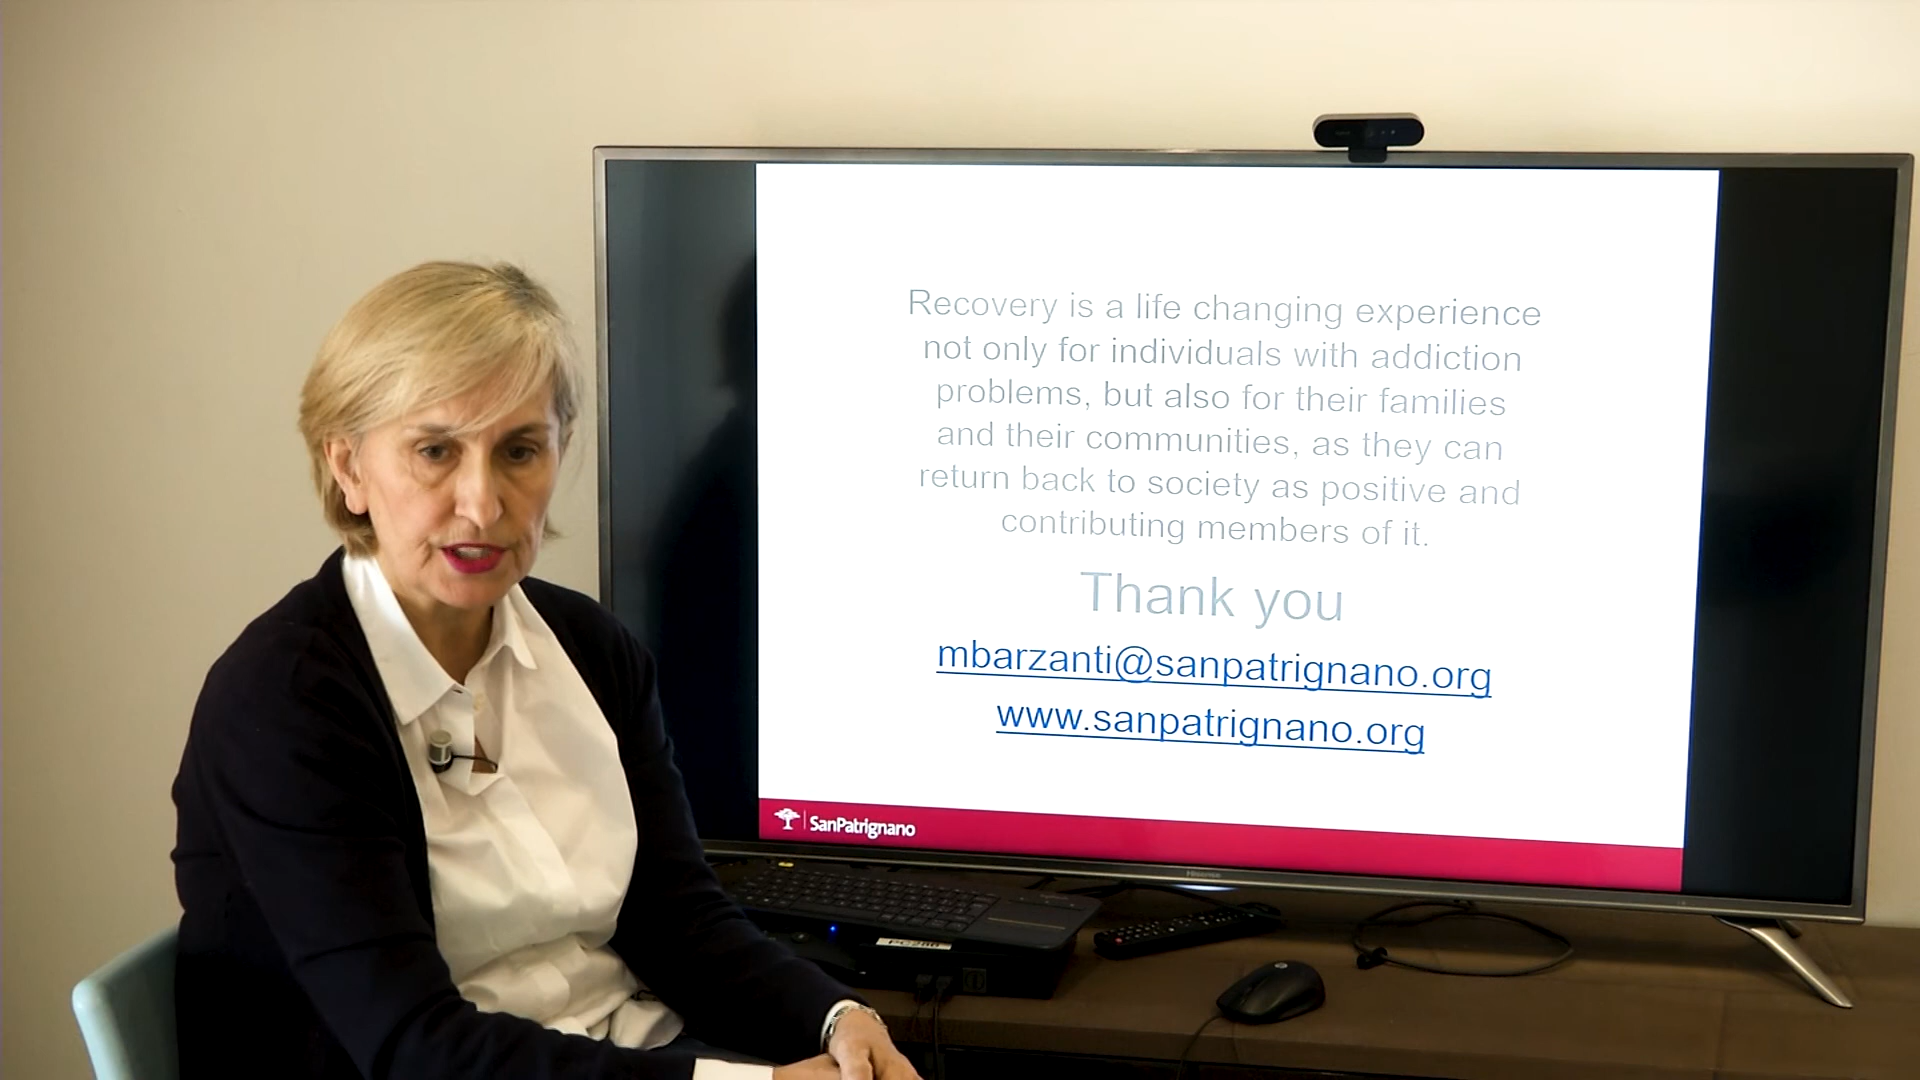 Recovery is a life changing experience
not only for individuals with addiction
problems, but also for their families
and their communities, as they can
return back to society as positive and
contributing members of it.
Thank you
mbarzanti@sanpatrignano.org
www.sanpatrignano.org
SanPatrignano
Hisense
PC286